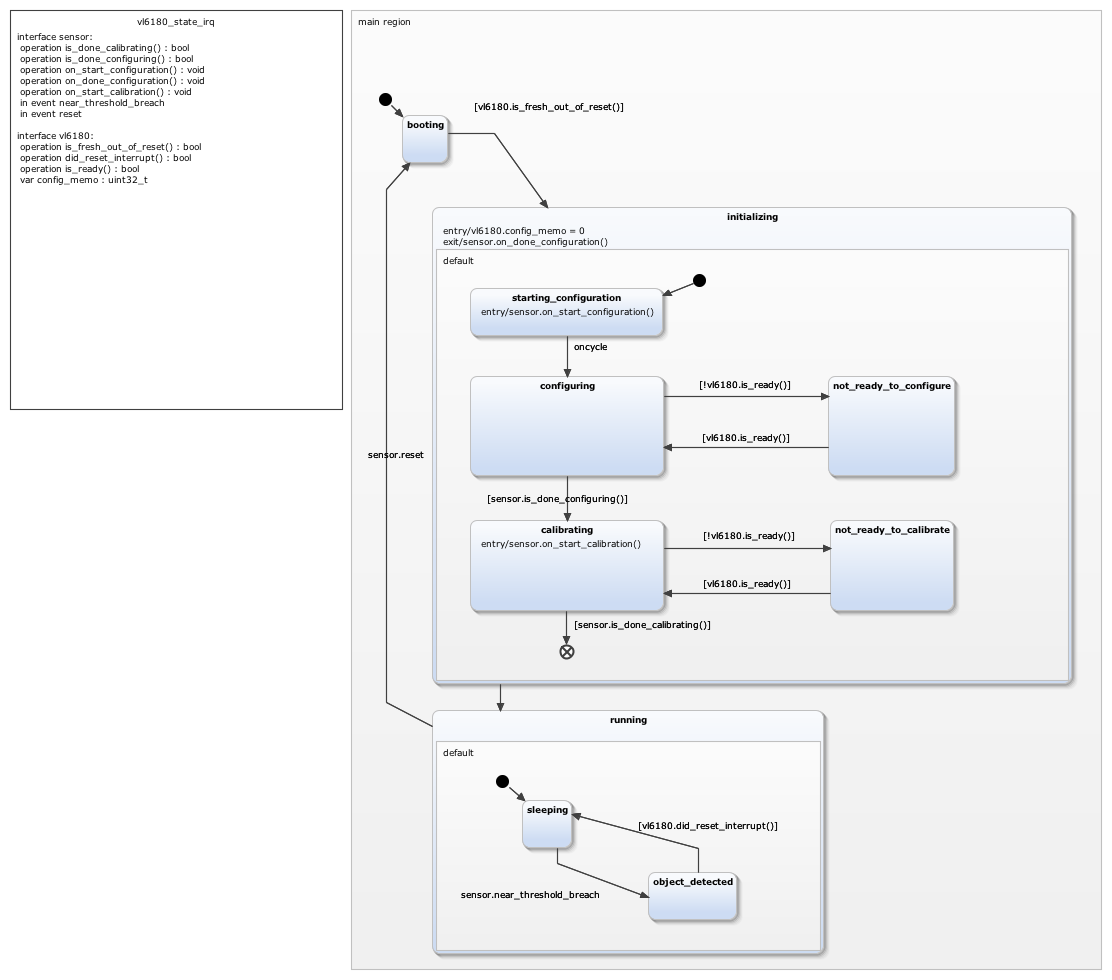 vl6180_state_irq
interface sensor:
operation is_done_calibrating() : bool
operation is_done_configuring() : bool
operation on_start_configuration() : void
operation on_done_configuration() : void
operation on_start_calibration() : void
in event near_threshold_breach
in event reset
interface vl6180:
operation is_fresh_out_of_reset() : bool
operation did_reset_interrupt() : bool
operation is_ready() : bool
var config_memo : uint32_t
main region
[vl6180.is_fresh_out_of_reset()]
booting
initializing
entry/vl6180.config_memo = 0
exit/sensor.on_done_configuration()
default
starting_configuration
entry/sensor.on_start_configuration()
oncycle
configuring
[!vl6180.is_ready()]
not_ready_to_configure
[vl6180.is_ready()]
sensor.reset
[sensor.is_done_configuring()]
calibrating
entry/sensor.on_start_calibration()
[!vl6180.is_ready()]
not_ready_to_calibrate
[vl6180.is_ready()]
[sensor.is_done_calibrating()]
running
default
sleeping
[vl6180.did_reset_interrupt()]
object_detected
sensor.near_threshold_breach